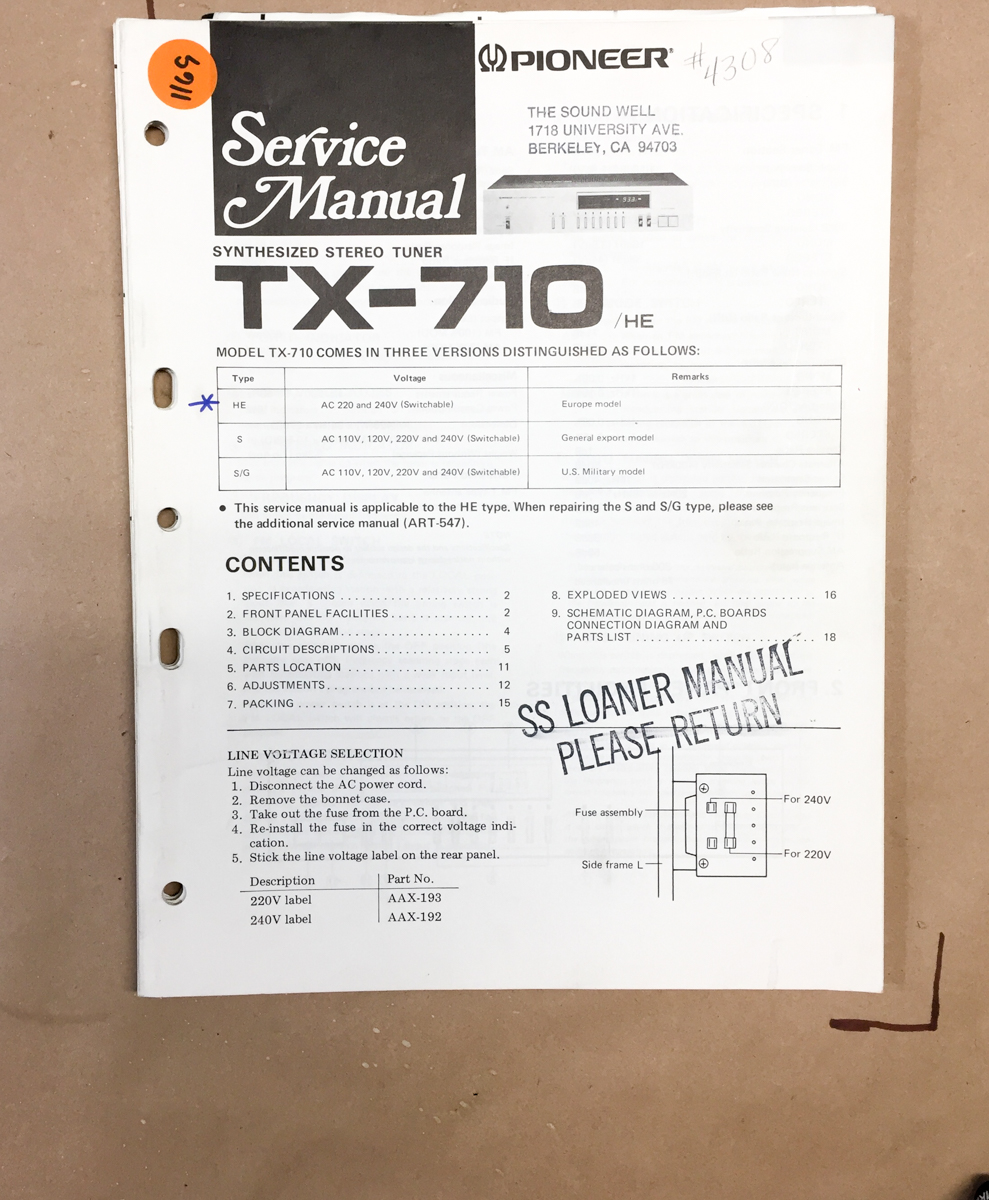 PIONEER®
#4308
Service
Manual
THE SOUND WELL
1718 UNIVERSITY AVE.
BERKELEY, CA 94703
SYNTHESIZED STEREO TUNER
TX-710 /HE
MODEL TX-710 COMES IN THREE VERSIONS DISTINGUISHED AS FOLLOWS:
Type Voltage Remarks
* HE AC 220 and 240V (Switchable) Europe model
S AC 110V, 120V, 220V and 240V (Switchable) General export model
S/G AC 110V, 120V, 220V and 240V (Switchable) U.S. Military model
● This service manual is applicable to the HE type. When repairing the S and S/G type, please see
the additional service manual (ART-547).
CONTENTS
1. SPECIFICATIONS ...................... 2
2. FRONT PANEL FACILITIES .............. 2
3. BLOCK DIAGRAM ...................... 4
4. CIRCUIT DESCRIPTIONS ................ 5
5. PARTS LOCATION ..................... 11
6. ADJUSTMENTS ........................ 12
7. PACKING ............................ 15
8. EXPLODED VIEWS ..................... 16
9. SCHEMATIC DIAGRAM, P.C. BOARDS
CONNECTION DIAGRAM AND
PARTS LIST .......................... 18
SS LOANER MANUAL
PLEASE RETURN
LINE VOLTAGE SELECTION
Line voltage can be changed as follows:
1. Disconnect the AC power cord.
2. Remove the bonnet case.
3. Take out the fuse from the P.C. board.
4. Re-install the fuse in the correct voltage indi-
cation.
5. Stick the line voltage label on the rear panel.
Description Part No.
220V label AAX-193
240V label AAX-192
Fuse assembly
Side frame L
For 240V
For 220V